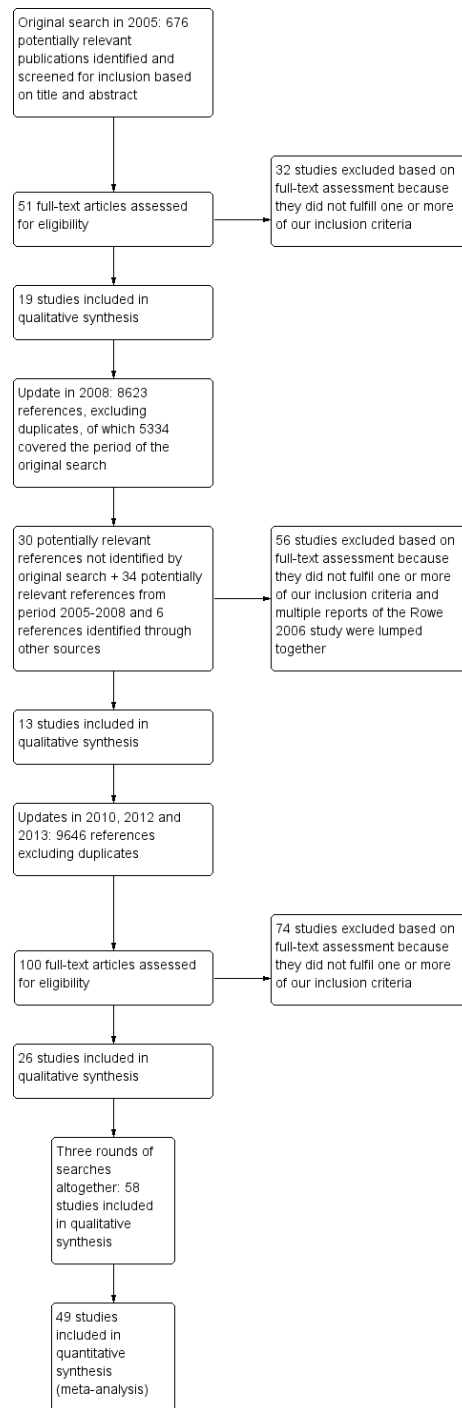 Original search in 2005: 676
potentially relevant
publications identified and
screened for inclusion based
on title and abstract
51 full-text articles assessed
for eligibility
32 studies excluded based on
full-text assessment because
they did not fulfill one or more
of our inclusion criteria
19 studies included in
qualitative synthesis
Update in 2008: 8623
references, excluding
duplicates, of which 5334
covered the period of the
original search
30 potentially relevant
references not identified by
original search + 34 potentially
relevant references from
period 2005-2008 and 6
references identified through
other sources
56 studies excluded based on
full-text assessment because
they did not fulfil one or more
of our inclusion criteria and
multiple reports of the Rowe
2006 study were lumped
together
13 studies included in
qualitative synthesis
Updates in 2010, 2012 and
2013: 9646 references
excluding duplicates
100 full-text articles assessed
for eligibility
74 studies excluded based on
full-text assessment because
they did not fulfil one or more
of our inclusion criteria
26 studies included in
qualitative synthesis
Three rounds of
searches
altogether: 58
studies included
in qualitative
synthesis
49 studies
included in
quantitative
synthesis
(meta-analysis)